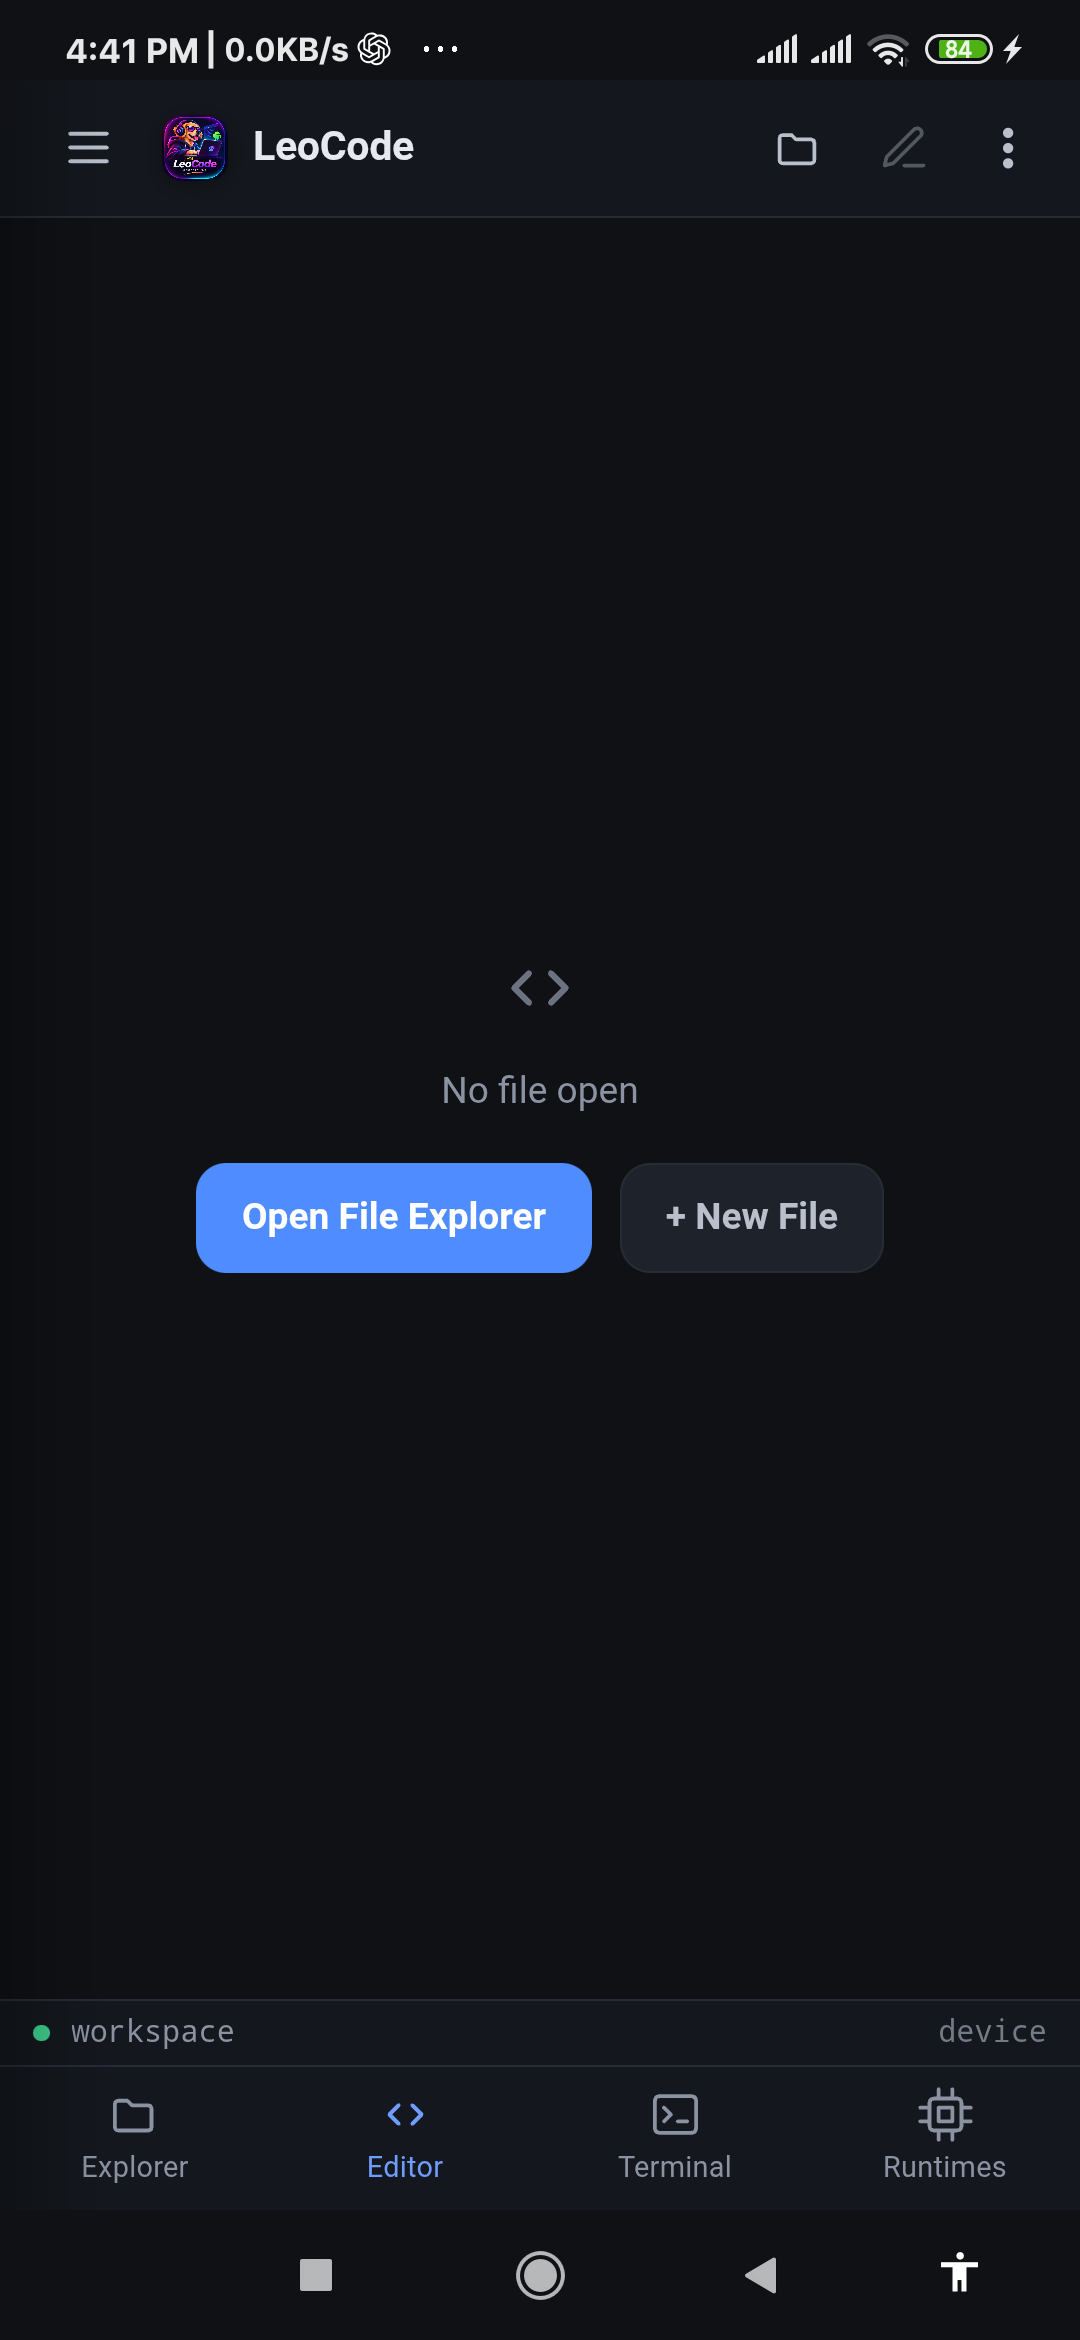 4:41 PM | 0.0KB/s ...
84
LeoCode
LeoCode
No file open
Open File Explorer
+ New File
workspace
device
Explorer
Editor
Terminal
Runtimes